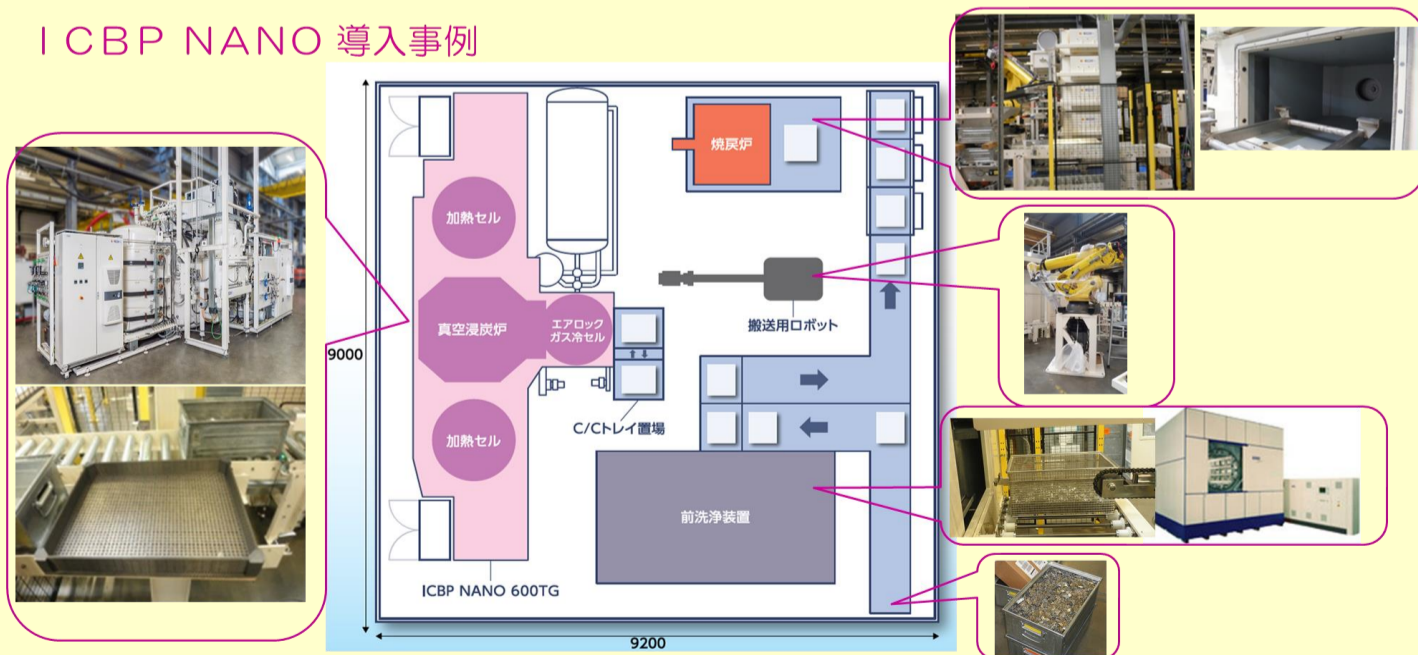 ICBP NANO 導入事例
焼戻炉
加熱セル
真空浸炭炉
エアロック
ガス冷セル
搬送用ロボット
9000
C/Cトレイ置場
加熱セル
前洗浄装置
ICBP NANO 600TG
9200